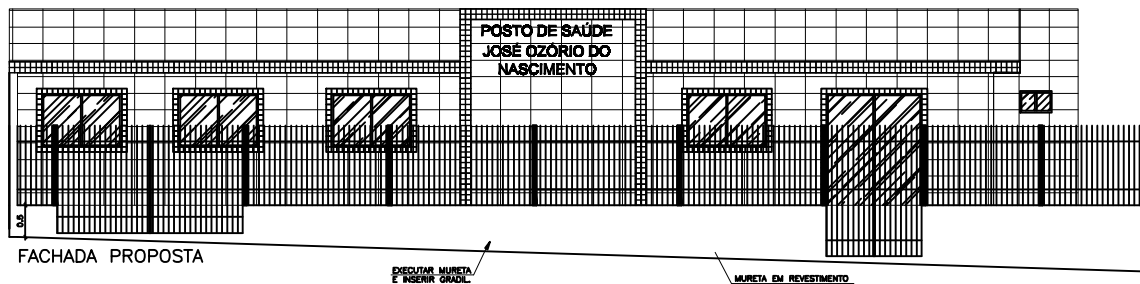 POSTO DE SAÚDE
JOSÉ OZÓRIO DO
NASCIMENTO
0.5
FACHADA PROPOSTA
EXECUTAR MURETA
E INSERIR GRADIL.
MURETA EM REVESTIMENTO